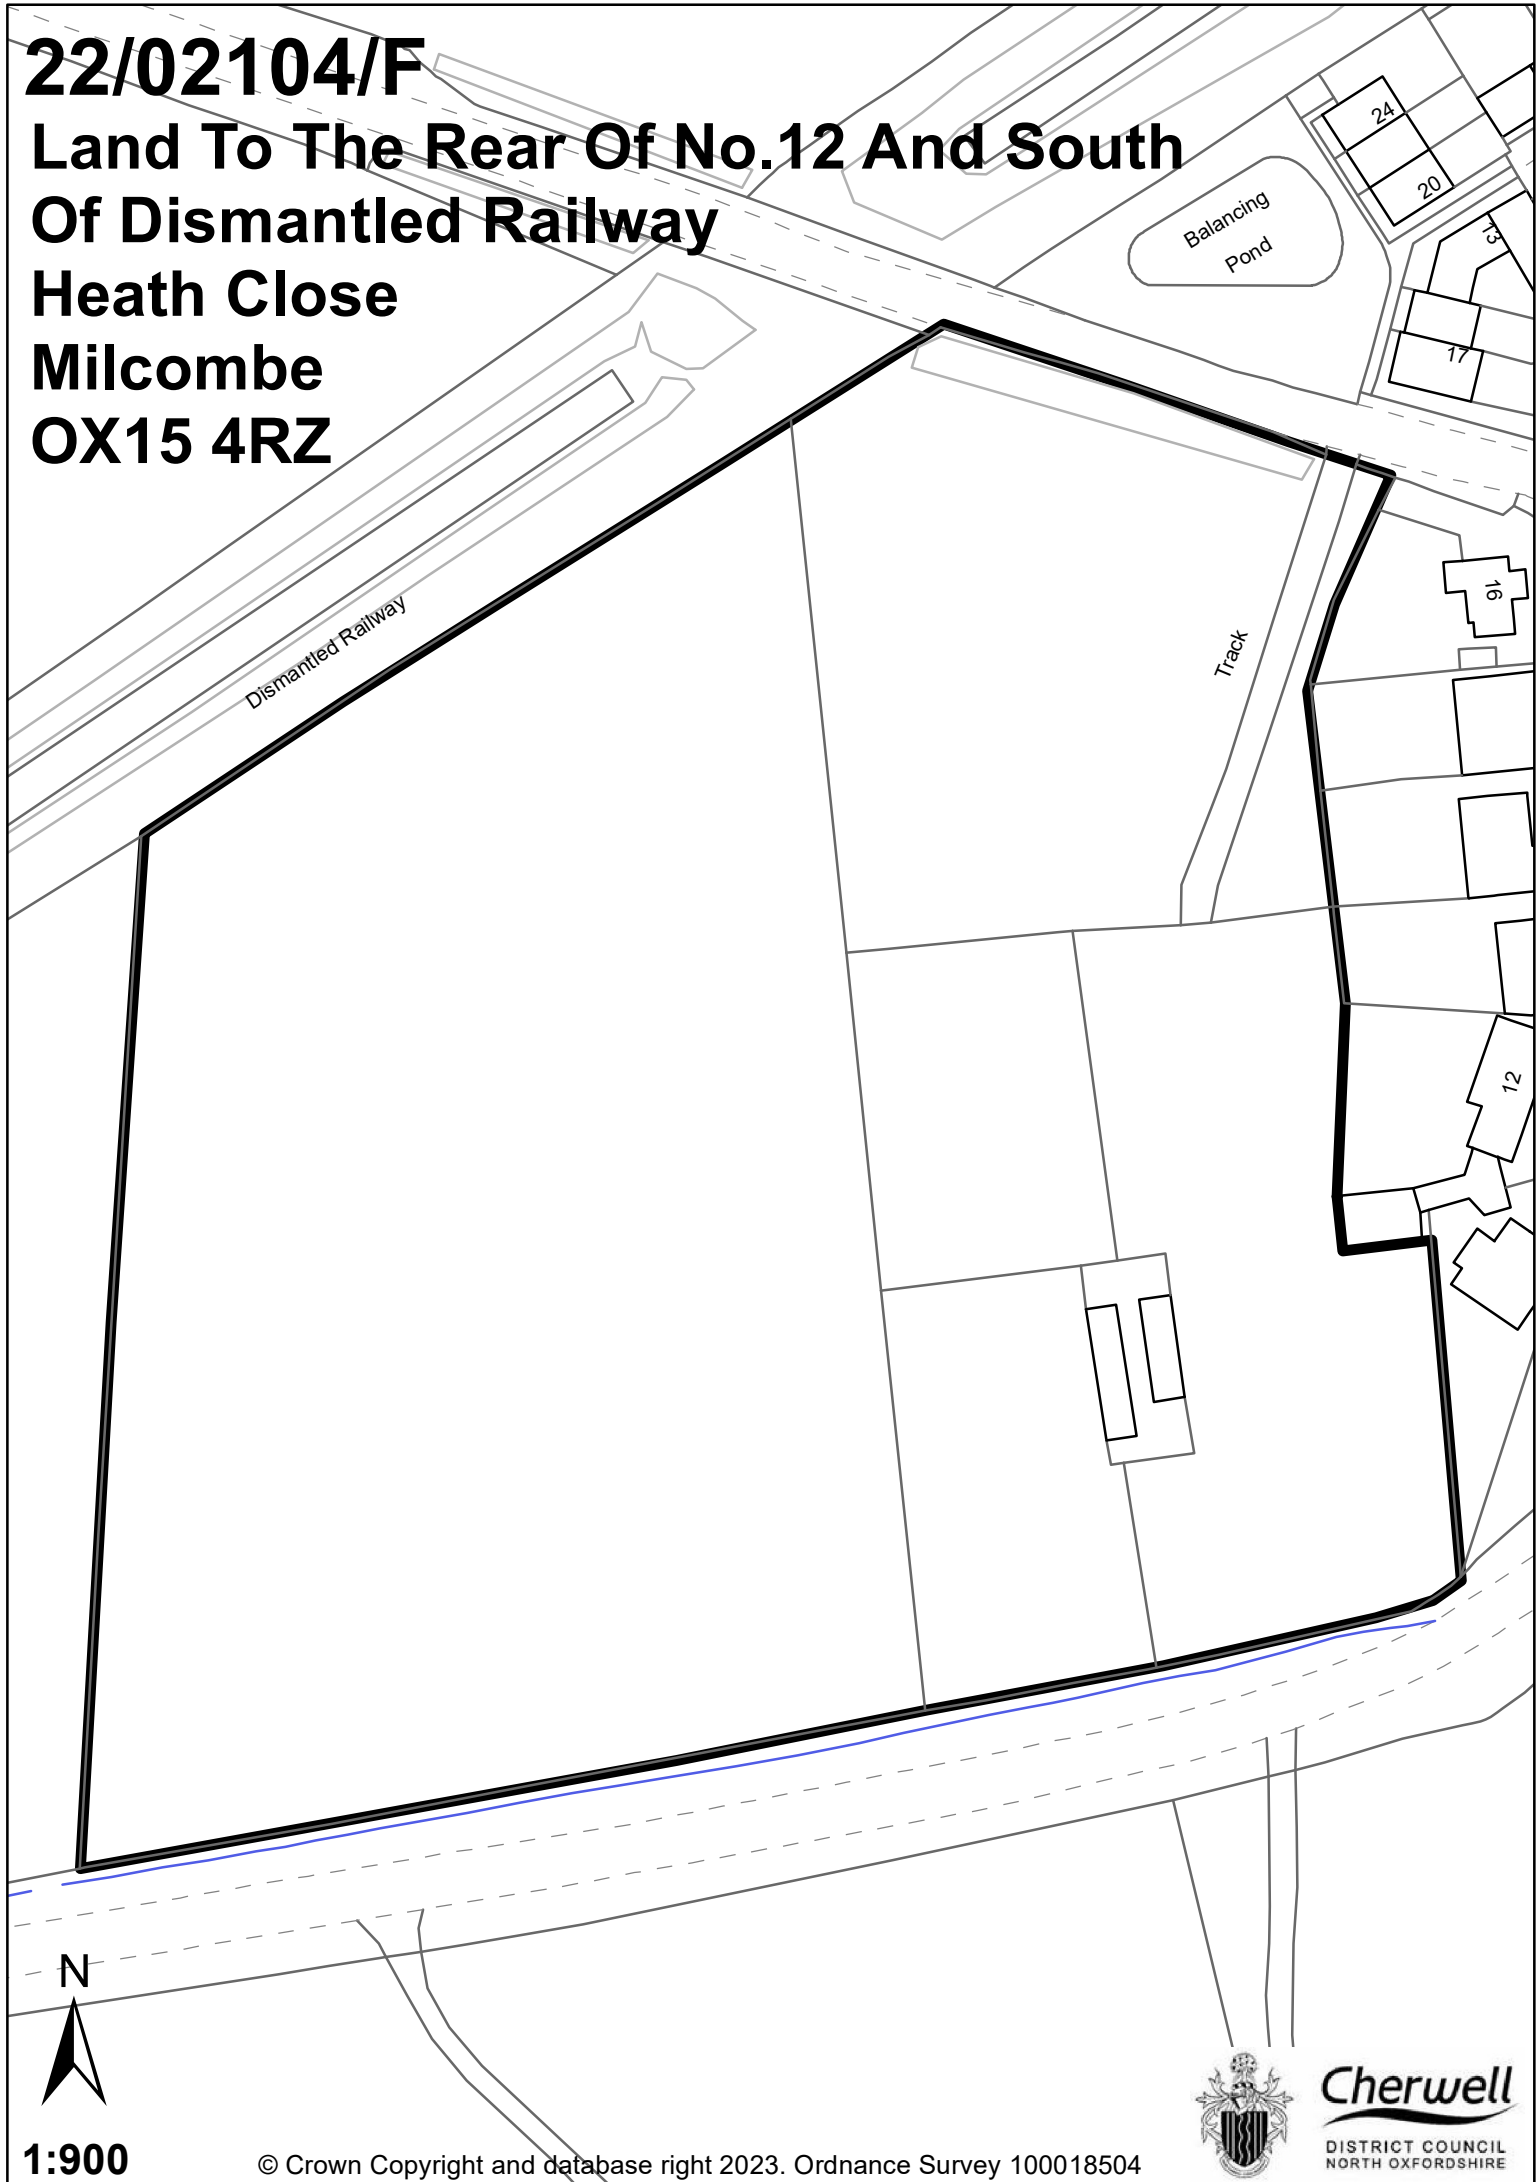 22/02104/F
Land To The Rear Of No.12 And South
Of Dismantled Railway
Heath Close
Milcombe
OX15 4RZ
24
20
Balancing
Pond
13
17
16
Dismantled Railway
Track
12
N
1:900
© Crown Copyright and database right 2023. Ordnance Survey 100018504
Cherwell
DISTRICT COUNCIL
NORTH OXFORDSHIRE